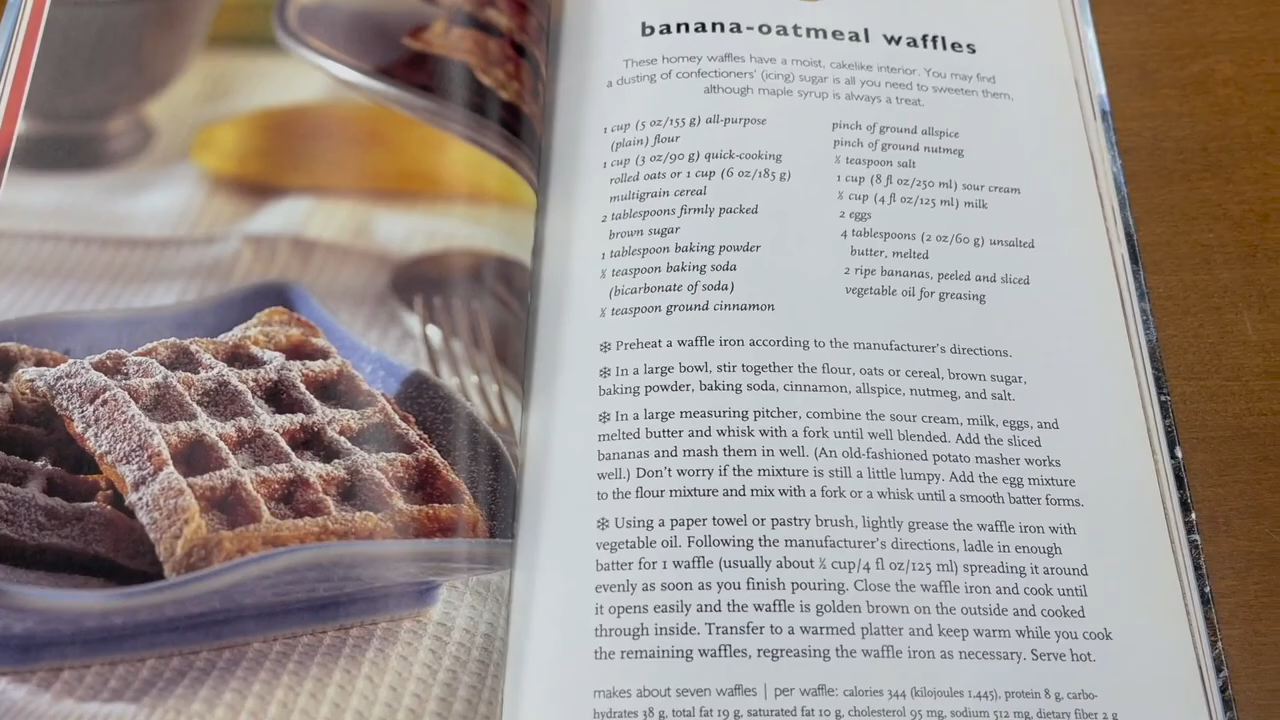 banana-oatmeal waffles
These homey waffles have a moist, cakelike interior. You may find
a dusting of confectioners' (icing) sugar is all you need to sweeten them,
although maple syrup is always a treat.
1 cup (5 oz/155 g) all-purpose
(plain) flour
1 cup (3 oz/90 g) quick-cooking
rolled oats or 1 cup (6 oz/185 g)
multigrain cereal
2 tablespoons firmly packed
brown sugar
1 tablespoon baking powder
teaspoon baking soda
(bicarbonate of soda)
teaspoon ground cinnamon
pinch of ground allspice
pinch of ground nutmeg
teaspoon salt
1 cup (8 fl oz/250 ml) sour cream
½ cup (4 fl oz/125 ml) milk
2 eggs
4 tablespoons (2 oz/60 g) unsalted
butter, melted
2 ripe bananas, peeled and sliced
vegetable oil for greasing
❄ Preheat a waffle iron according to the manufacturer's directions.
❄ In a large bowl, stir together the flour, oats or cereal, brown sugar,
baking powder, baking soda, cinnamon, allspice, nutmeg, and salt.
❄ In a large measuring pitcher, combine the sour cream, milk, eggs, and
melted butter and whisk with a fork until well blended. Add the sliced
bananas and mash them in well. (An old-fashioned potato masher works
well.) Don't worry if the mixture is still a little lumpy. Add the egg mixture
to the flour mixture and mix with a fork or a whisk until a smooth batter forms.
❄ Using a paper towel or pastry brush, lightly grease the waffle iron with
vegetable oil. Following the manufacturer's directions, ladle in enough
batter for 1 waffle (usually about ½ cup/4 fl oz/125 ml) spreading it around
evenly as soon as you finish pouring. Close the waffle iron and cook until
it opens easily and the waffle is golden brown on the outside and cooked
through inside. Transfer to a warmed platter and keep warm while you cook
the remaining waffles, regreasing the waffle iron as necessary. Serve hot.
makes about seven waffles | per waffle: calories 344 (kilojoules 1,445), protein 8 g, carbo-
hydrates 38 g, total fat 19 g, saturated fat 10 g, cholesterol 95 mg, sodium 512 mg, dietary fiber 2 g